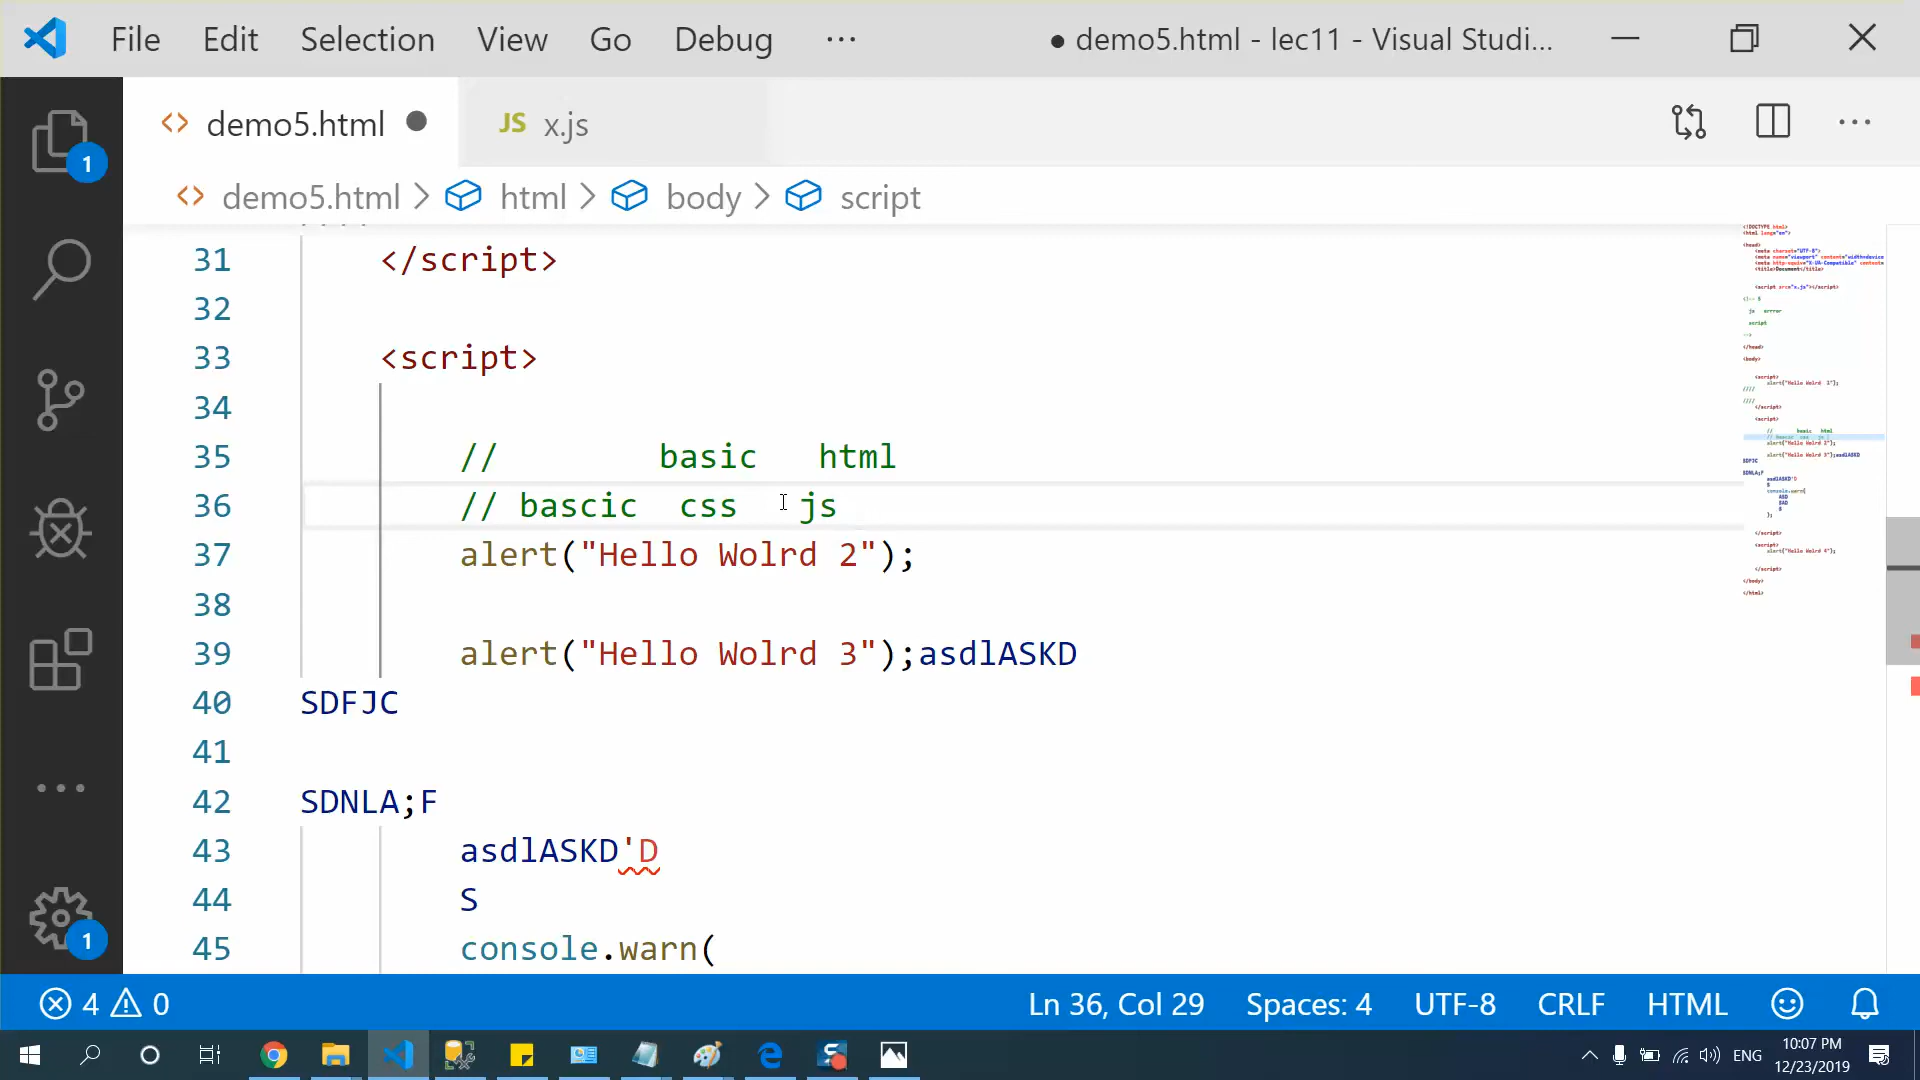 File Edit Selection View Go Debug ··· ● demo5.html - lec11 - Visual Studi...
demo5.html ● JS x.js
demo5.html > html > body > script
31 </script>
32
33 <script>
34
35 // basic html
36 // bascic css js
37 alert("Hello Wolrd 2");
38
39 alert("Hello Wolrd 3");asdlASKD
40 SDFJC
41
42 SDNLA;F
43 asdlASKD'D
44 S
45 console.warn(
1
1
4 0 Ln 36, Col 29 Spaces: 4 UTF-8 CRLF HTML
ENG 10:07 PM
12/23/2019